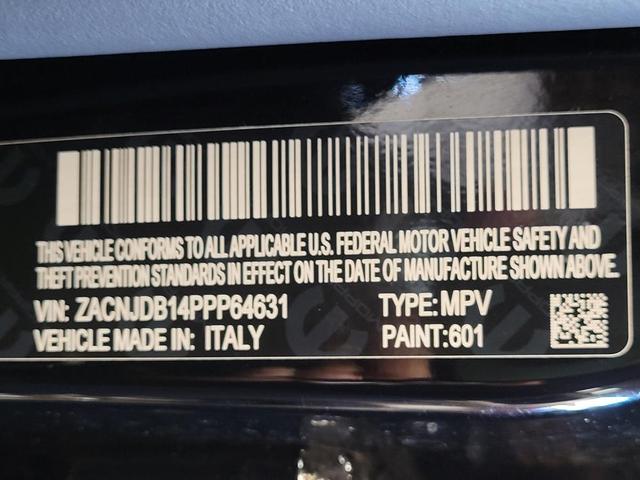 THIS VEHICLE CONFORMS TO ALL APPLICABLE U.S. FEDERAL MOTOR VEHICLE SAFETY AND
THEFT PREVENTION STANDARDS IN EFFECT ON THE DATE OF MANUFACTURE SHOWN ABOVE.
VIN: ZACNJDB14PPP64631 TYPE: MPV
VEHICLE MADE IN: ITALY PAINT:601